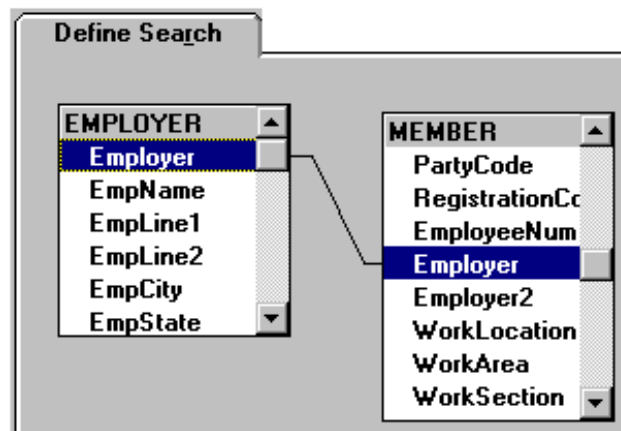 Define Search
EMPLOYER
Employer
EmpName
EmpLine1
EmpLine2
EmpCity
EmpState
MEMBER
PartyCode
RegistrationCo
EmployeeNum
Employer
Employer2
WorkLocation
WorkArea
WorkSection